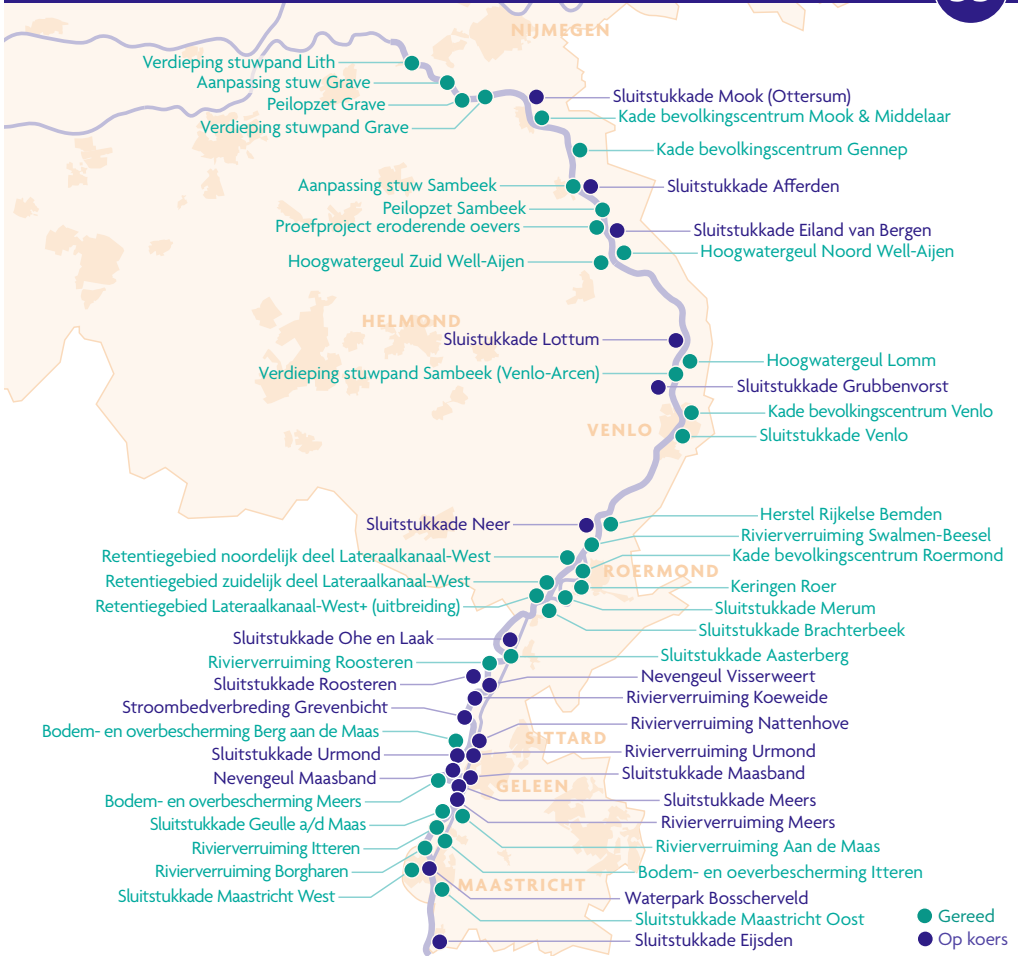 NIJMEGEN
Verdieping stuwpand Lith
Aanpassing stuw Grave
Peilopzet Grave
Verdieping stuwpand Grave
Sluitstukkade Mook (Ottersum)
Kade bevolkingscentrum Mook & Middelaar
Kade bevolkingscentrum Gennep
Aanpassing stuw Sambeek
Sluitstukkade Afferden
Peilopzet Sambeek
Proefproject eroderende oevers
Sluitstukkade Eiland van Bergen
Hoogwatergeul Noord Well-Aijen
Hoogwatergeul Zuid Well-Aijen
HELMOND
Sluistukkade Lottum
Hoogwatergeul Lomm
Verdieping stuwpand Sambeek (Venlo-Arcen)
Sluitstukkade Grubbenvorst
Kade bevolkingscentrum Venlo
VENLO
Sluitstukkade Venlo
Herstel Rijkelse Bemden
Sluitstukkade Neer
Rivierverruiming Swalmen-Beesel
Retentiegebied noordelijk deel Lateraalkanaal-West
Kade bevolkingscentrum Roermond
ROERMOND
Retentiegebied zuidelijk deel Lateraalkanaal-West
Keringen Roer
Retentiegebied Lateraalkanaal-West+ (uitbreiding)
Sluitstukkade Merum
Sluitstukkade Brachterbeek
Sluitstukkade Ohe en Laak
Sluitstukkade Aasterberg
Rivierverruiming Roosteren
Nevengeul Visserweert
Sluitstukkade Roosteren
Rivierverruiming Koeweide
Stroombedverbreding Grevenbicht
Rivierverruiming Nattenhove
Bodem- en overbescherming Berg aan de Maas
SITTARD
Sluitstukkade Urmond
Rivierverruiming Urmond
Nevengeul Maasband
Sluitstukkade Maasband
GELEEN
Bodem- en overbescherming Meers
Sluitstukkade Meers
Sluitstukkade Geulle a/d Maas
Rivierverruiming Meers
Rivierverruiming Itteren
Rivierverruiming Aan de Maas
Rivierverruiming Borgharen
Bodem- en oeverbescherming Itteren
MAASTRICHT
Sluitstukkade Maastricht West
Waterpark Bosscherveld
Sluitstukkade Maastricht Oost
Sluitstukkade Eijsden
Gereed
Op koers